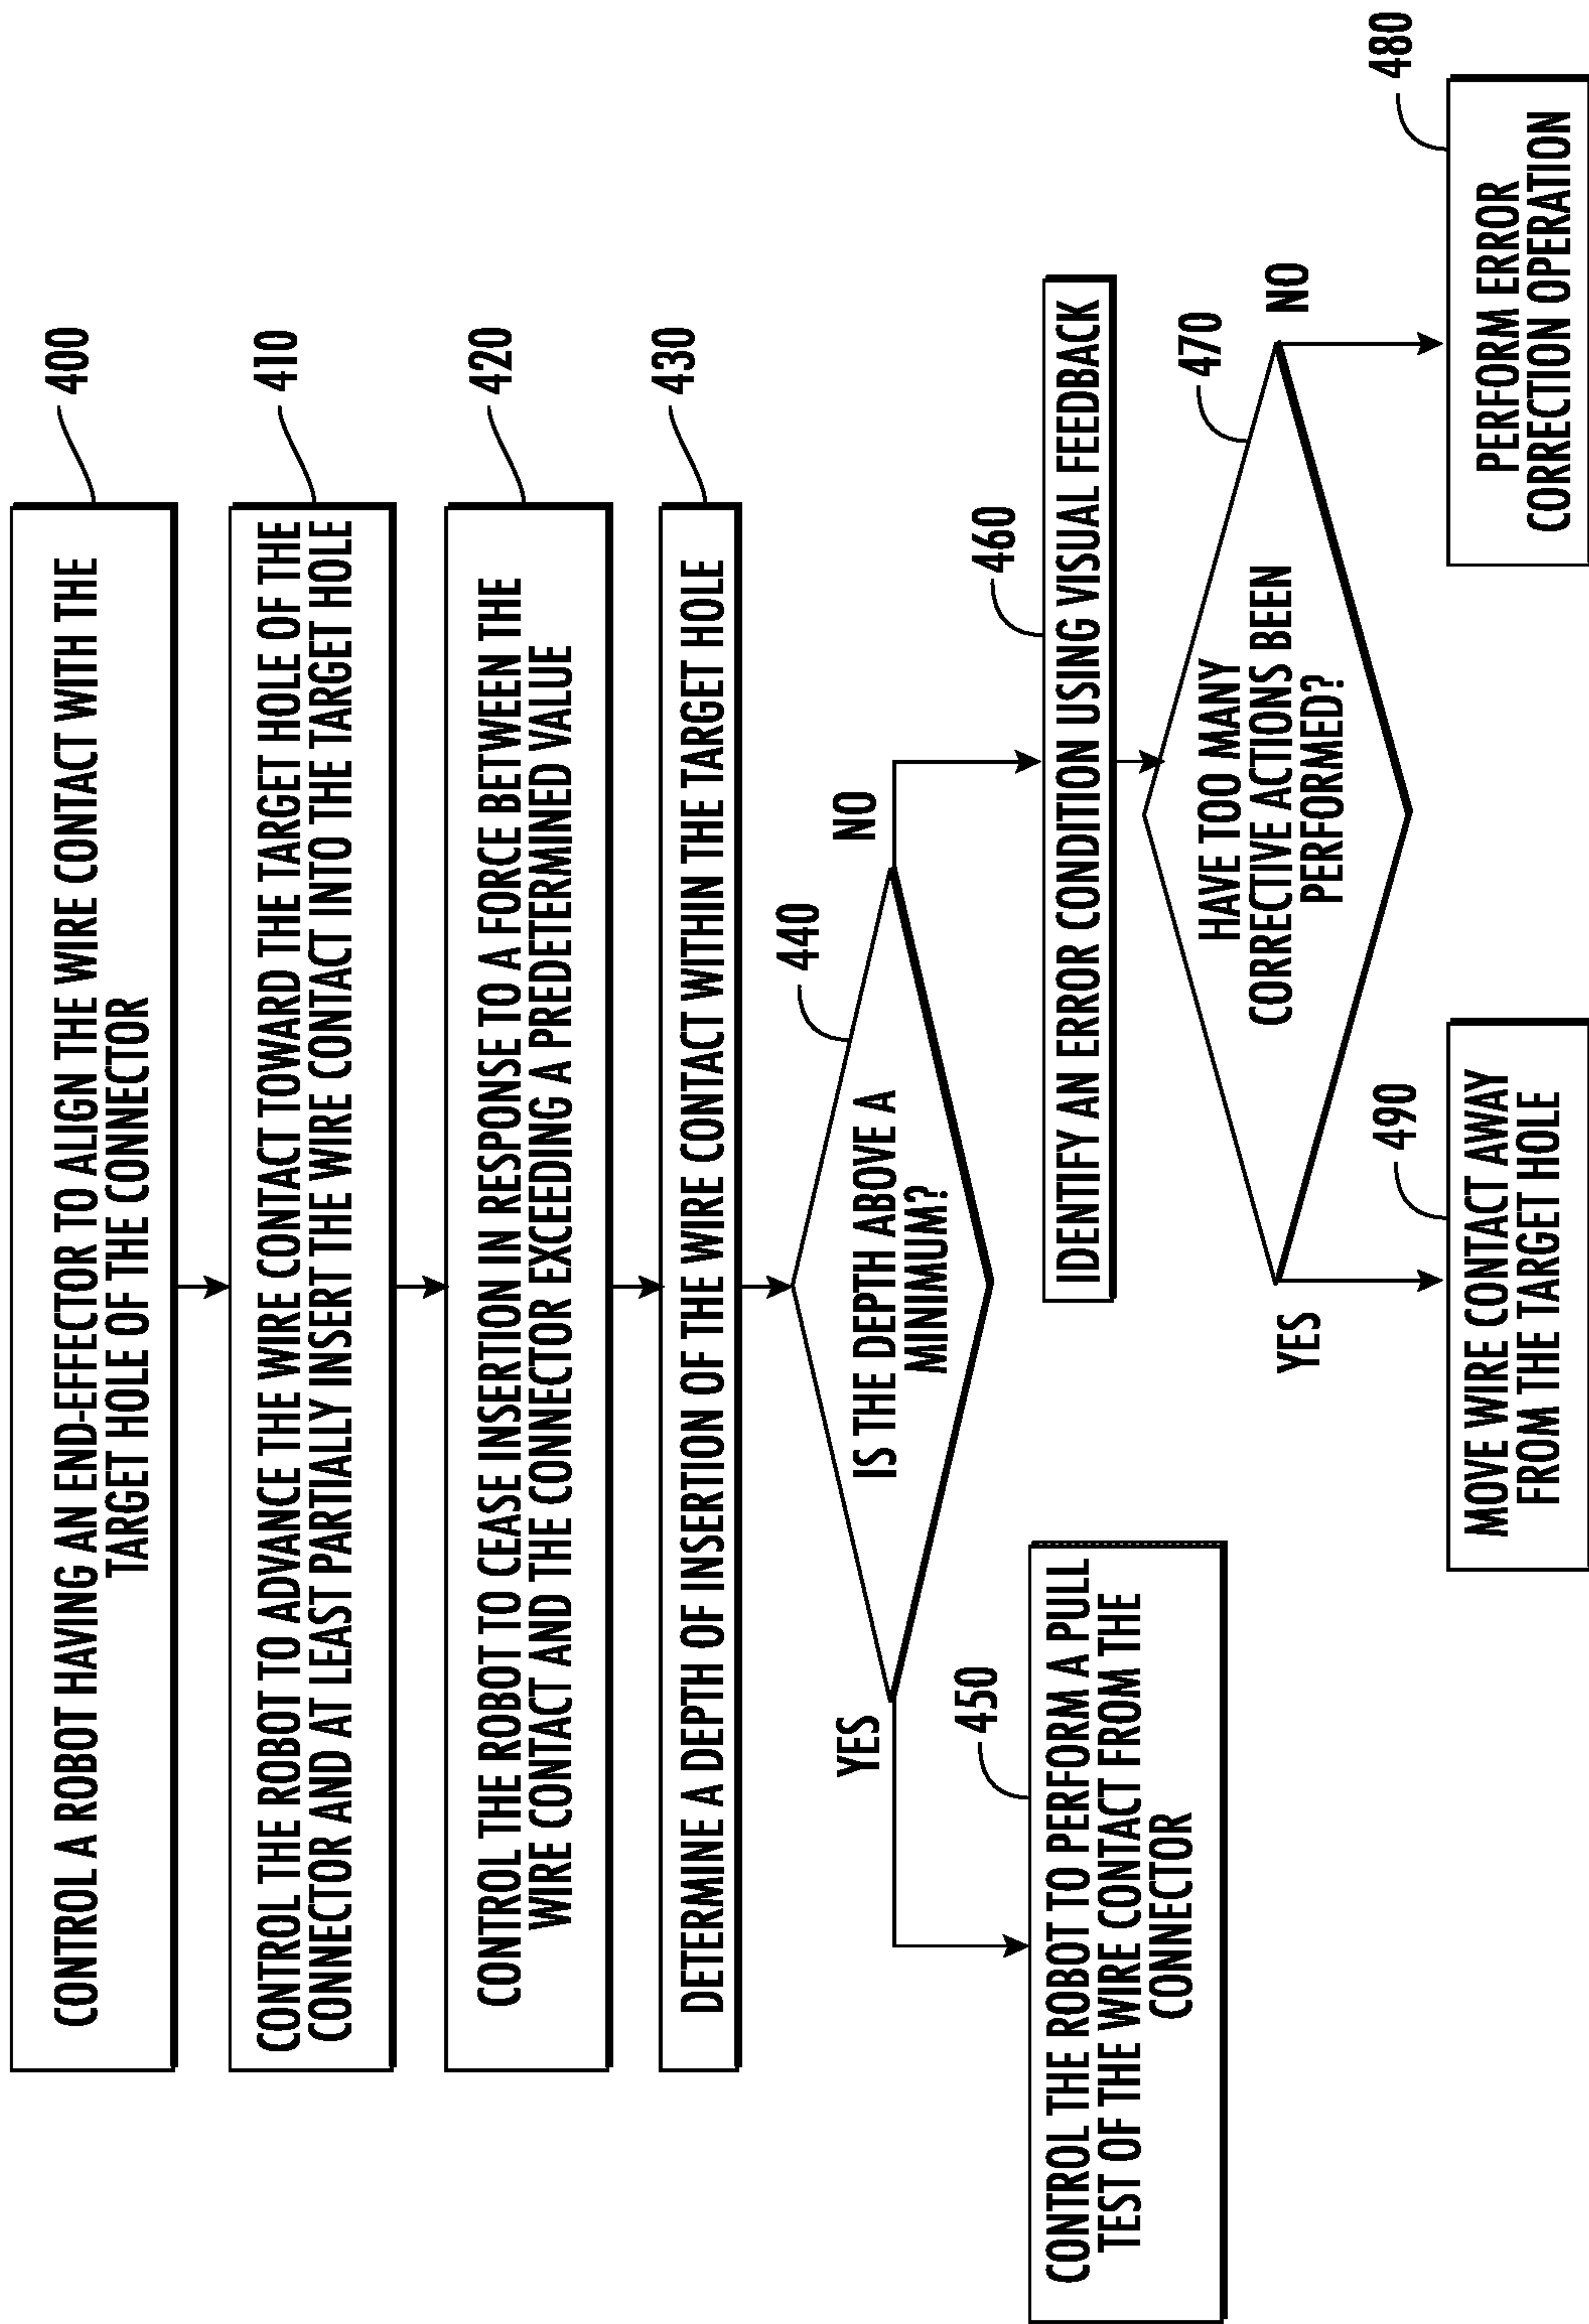 400
CONTROL A ROBOT HAVING AN END-EFFECTOR TO ALIGN THE WIRE CONTACT WITH THE
TARGET HOLE OF THE CONNECTOR
410
CONTROL THE ROBOT TO ADVANCE THE WIRE CONTACT TOWARD THE TARGET HOLE OF THE
CONNECTOR AND AT LEAST PARTIALLY INSERT THE WIRE CONTACT INTO THE TARGET HOLE
420
CONTROL THE ROBOT TO CEASE INSERTION IN RESPONSE TO A FORCE BETWEEN THE
WIRE CONTACT AND THE CONNECTOR EXCEEDING A PREDETERMINED VALUE
430
DETERMINE A DEPTH OF INSERTION OF THE WIRE CONTACT WITHIN THE TARGET HOLE
440
IS THE DEPTH ABOVE A
MINIMUM?
YES
NO
450
CONTROL THE ROBOT TO PERFORM A PULL
TEST OF THE WIRE CONTACT FROM THE
CONNECTOR
460
IDENTIFY AN ERROR CONDITION USING VISUAL FEEDBACK
470
HAVE TOO MANY
CORRECTIVE ACTIONS BEEN
PERFORMED?
YES
NO
490
MOVE WIRE CONTACT AWAY
FROM THE TARGET HOLE
480
PERFORM ERROR
CORRECTION OPERATION